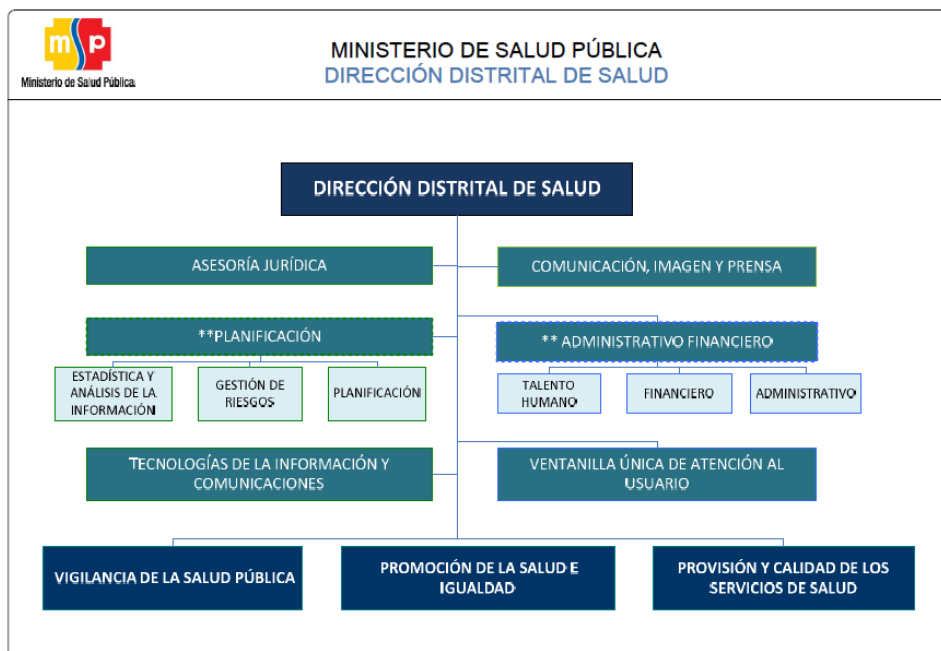 msp
Ministerio de Salud Pública
MINISTERIO DE SALUD PÚBLICA
DIRECCIÓN DISTRITAL DE SALUD
DIRECCIÓN DISTRITAL DE SALUD
ASESORÍA JURÍDICA
COMUNICACIÓN, IMAGEN Y PRENSA
**PLANIFICACIÓN
** ADMINISTRATIVO FINANCIERO
ESTADÍSTICA Y
ANÁLISIS DE LA
INFORMACIÓN
GESTIÓN DE
RIESGOS
PLANIFICACIÓN
TALENTO
HUMANO
FINANCIERO
ADMINISTRATIVO
TECNOLOGÍAS DE LA INFORMACIÓN Y
COMUNICACIONES
VENTANILLA ÚNICA DE ATENCIÓN AL
USUARIO
VIGILANCIA DE LA SALUD PÚBLICA
PROMOCIÓN DE LA SALUD E
IGUALDAD
PROVISIÓN Y CALIDAD DE LOS
SERVICIOS DE SALUD